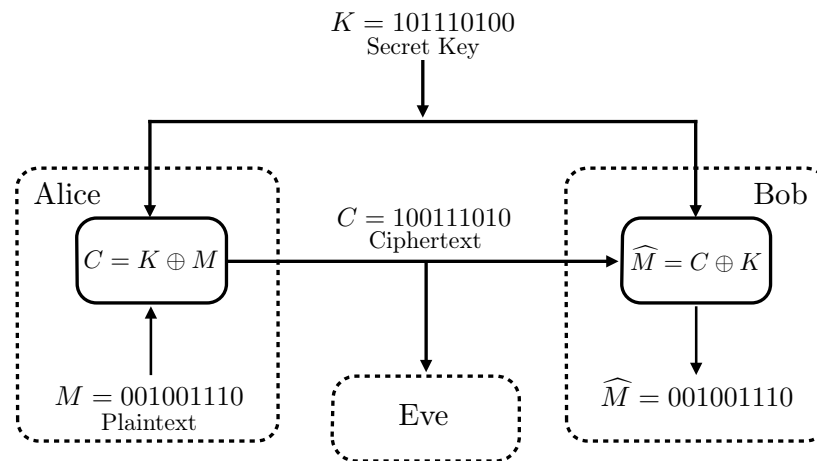 K = 101110100
Secret Key
Alice
Bob
C = 100111010
Ciphertext
C = K ⊕ M
M̂ = C ⊕ K
M = 001001110
Plaintext
Eve
M̂ = 001001110